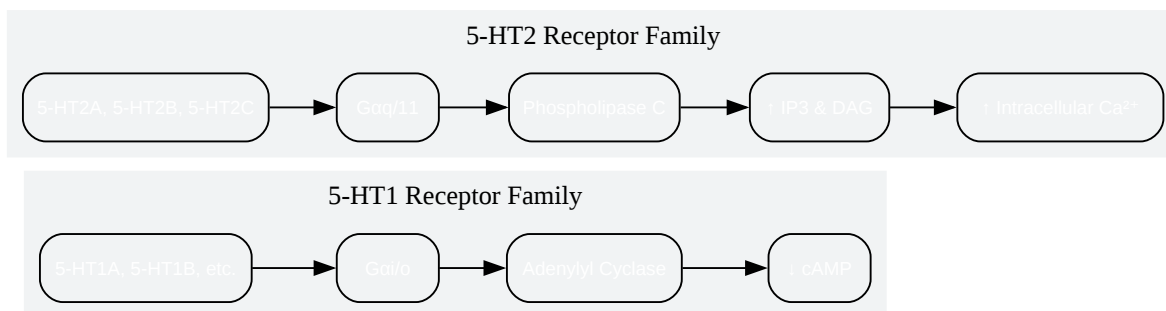 5-HT2 Receptor Family
5-HT2A, 5-HT2B, 5-HT2C
Gαq/11
Phospholipase C
↑ IP3 & DAG
↑ Intracellular Ca²⁺
5-HT1 Receptor Family
5-HT1A, 5-HT1B, etc.
Gαi/o
Adenylyl Cyclase
↓ cAMP